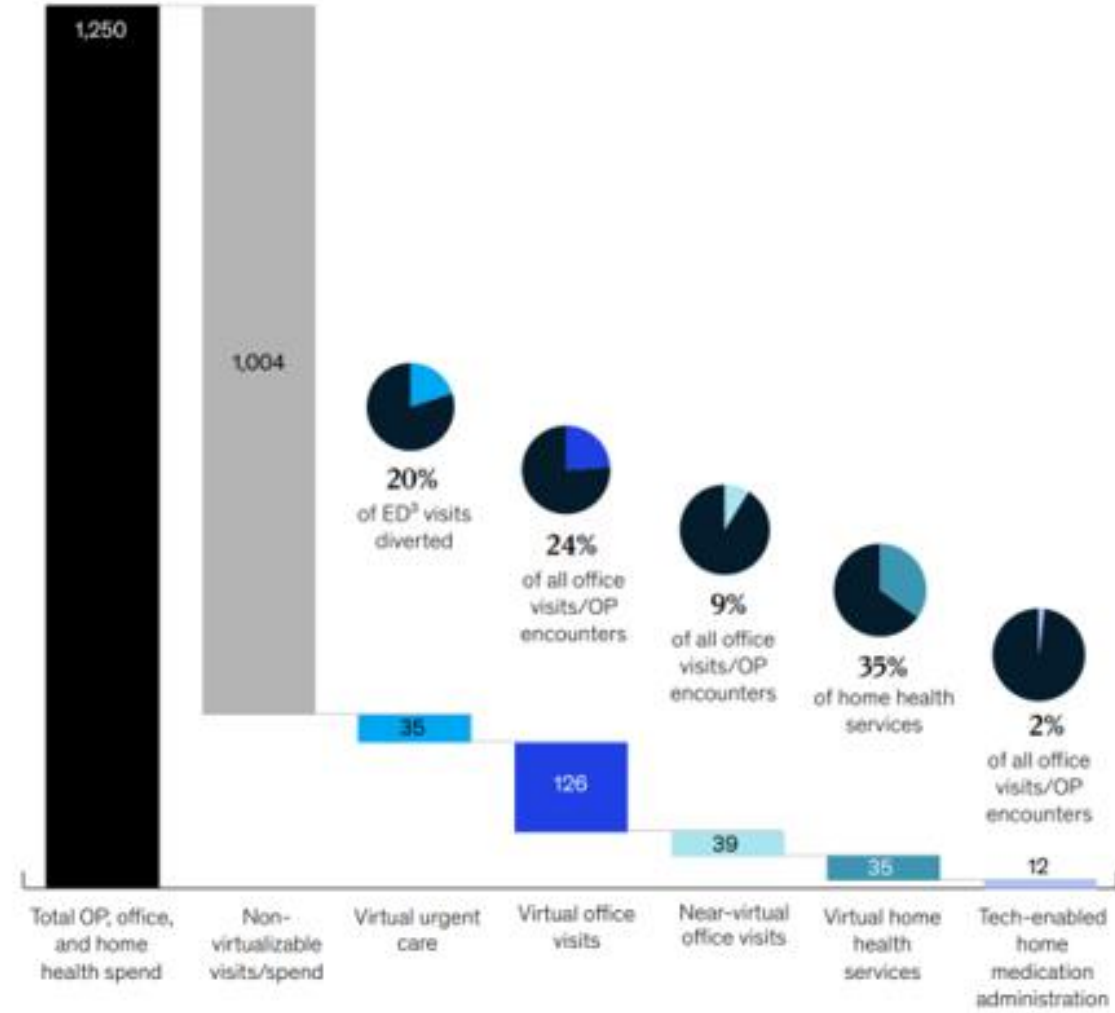 1,250
1,004
20%
of ED³ visits
diverted
24%
of all office
visits/OP
encounters
9%
of all office
visits/OP
encounters
35%
of home health
services
2%
of all office
visits/OP
encounters
35
126
39
35
12
Total OP, office,
and home
health spend
Non-
virtualizable
visits/spend
Virtual urgent
care
Virtual office
visits
Near-virtual
office visits
Virtual home
health
services
Tech-enabled
home
medication
administration